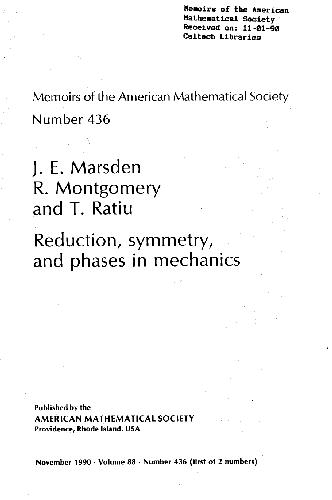 Memoirs of the American
Mathematical Society
Received on: 11-01-90
Caltech Libraries
Memoirs of the American Mathematical Society
Number 436
J. E. Marsden
R. Montgomery
and T. Ratiu
Reduction, symmetry,
and phases in mechanics
Published by the
AMERICAN MATHEMATICAL SOCIETY
Providence, Rhode Island, USA
November 1990 · Volume 88 · Number 436 (first of 2 numbers)